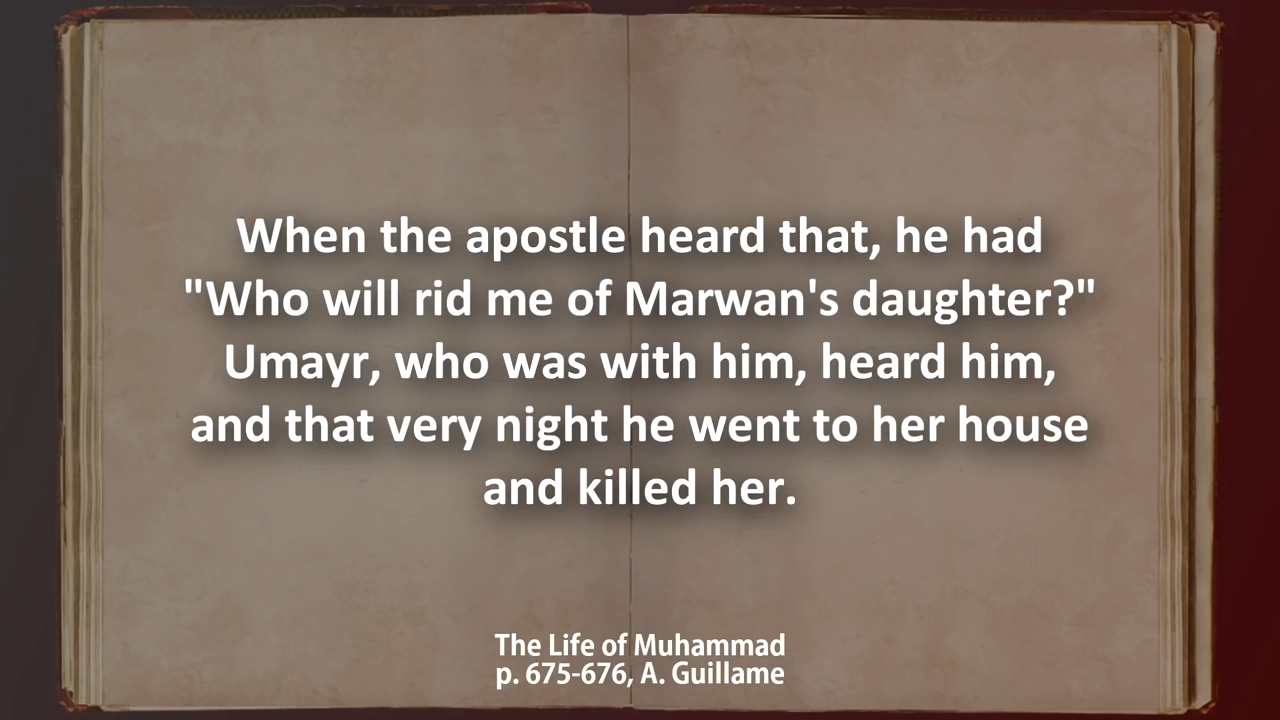 When the apostle heard that, he had
"Who will rid me of Marwan's daughter?"
Umayr, who was with him, heard him,
and that very night he went to her house
and killed her.
The Life of Muhammad
p. 675-676, A. Guillame